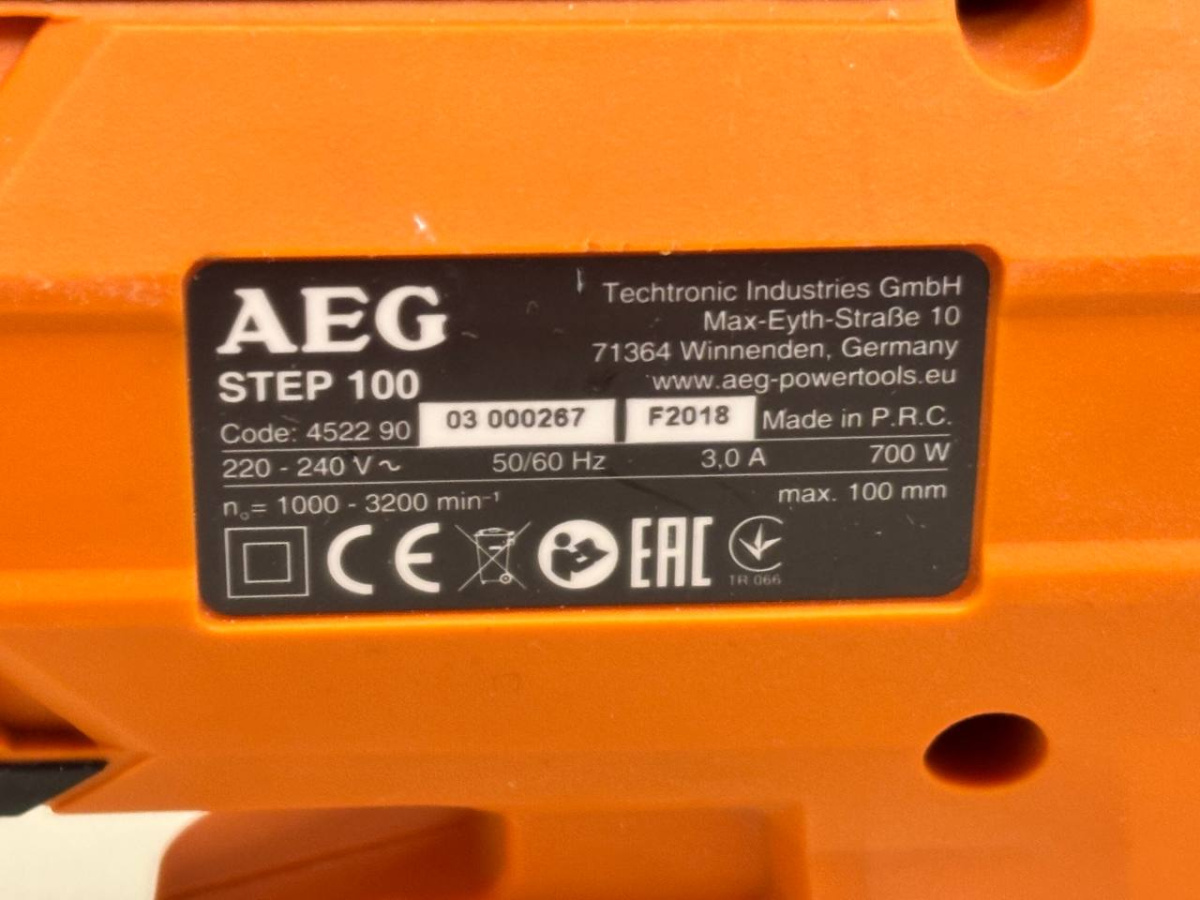 AEG
Techtronic Industries GmbH
Max-Eyth-Straße 10
71364 Winnenden, Germany
www.aeg-powertools.eu
STEP 100
Code: 4522 90 03 000267 F2018 Made in P.R.C.
220 - 240 V ~ 50/60 Hz 3,0 A 700 W
n₀= 1000 - 3200 min⁻¹ max. 100 mm
CE EAC
TR 066